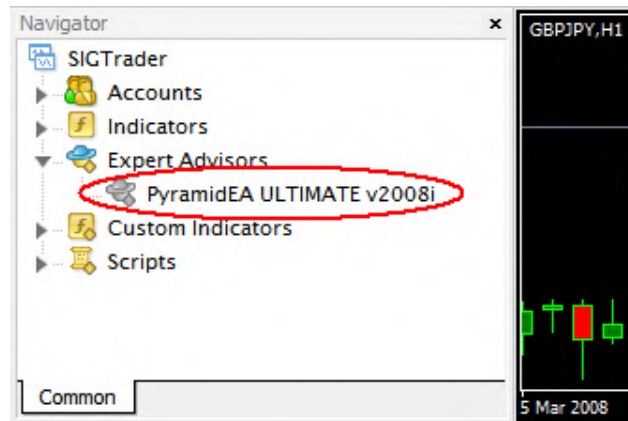 Navigator
x
SIGTrader
Accounts
Indicators
Expert Advisors
PyramidEA ULTIMATE v2008i
Custom Indicators
Scripts
Common
GBPJPY,H1
5 Mar 2008